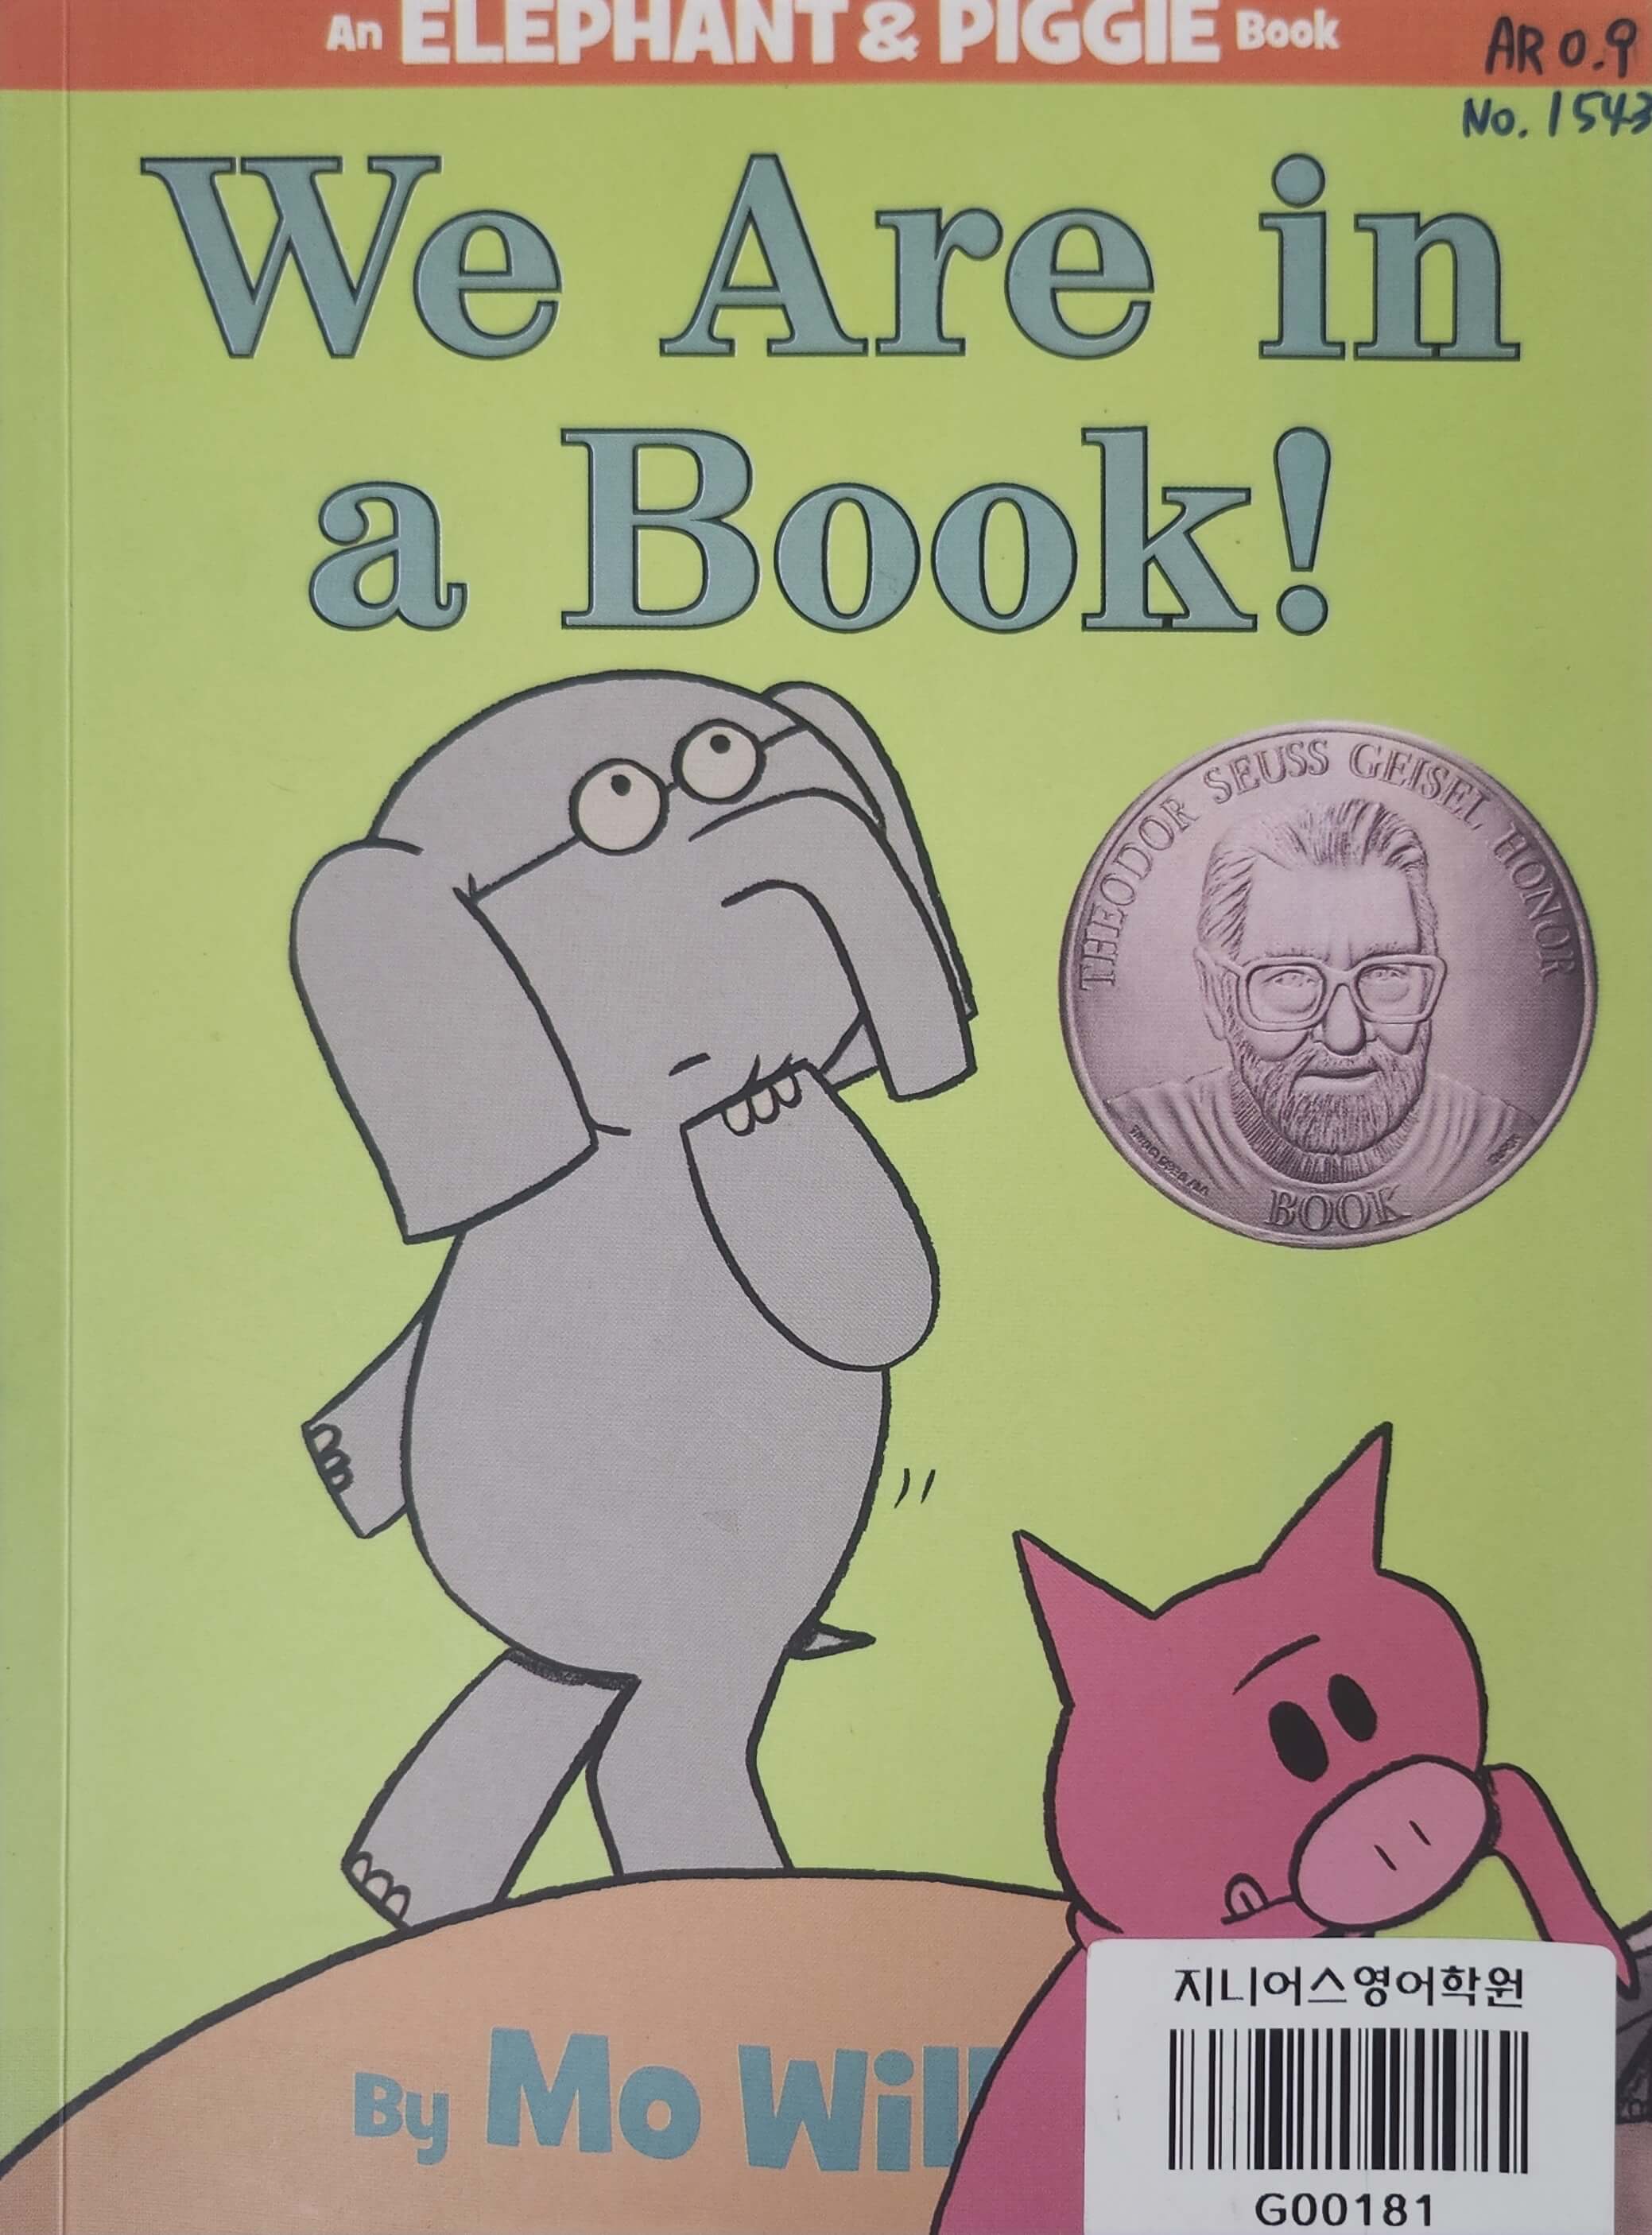 An ELEPHANT & PIGGIE Book
AR 0.9
No. 1543
We Are in
a Book!
THEODOR SEUSS GEISEL HONOR
BOOK
By Mo Will
지니어스영어학원
G00181